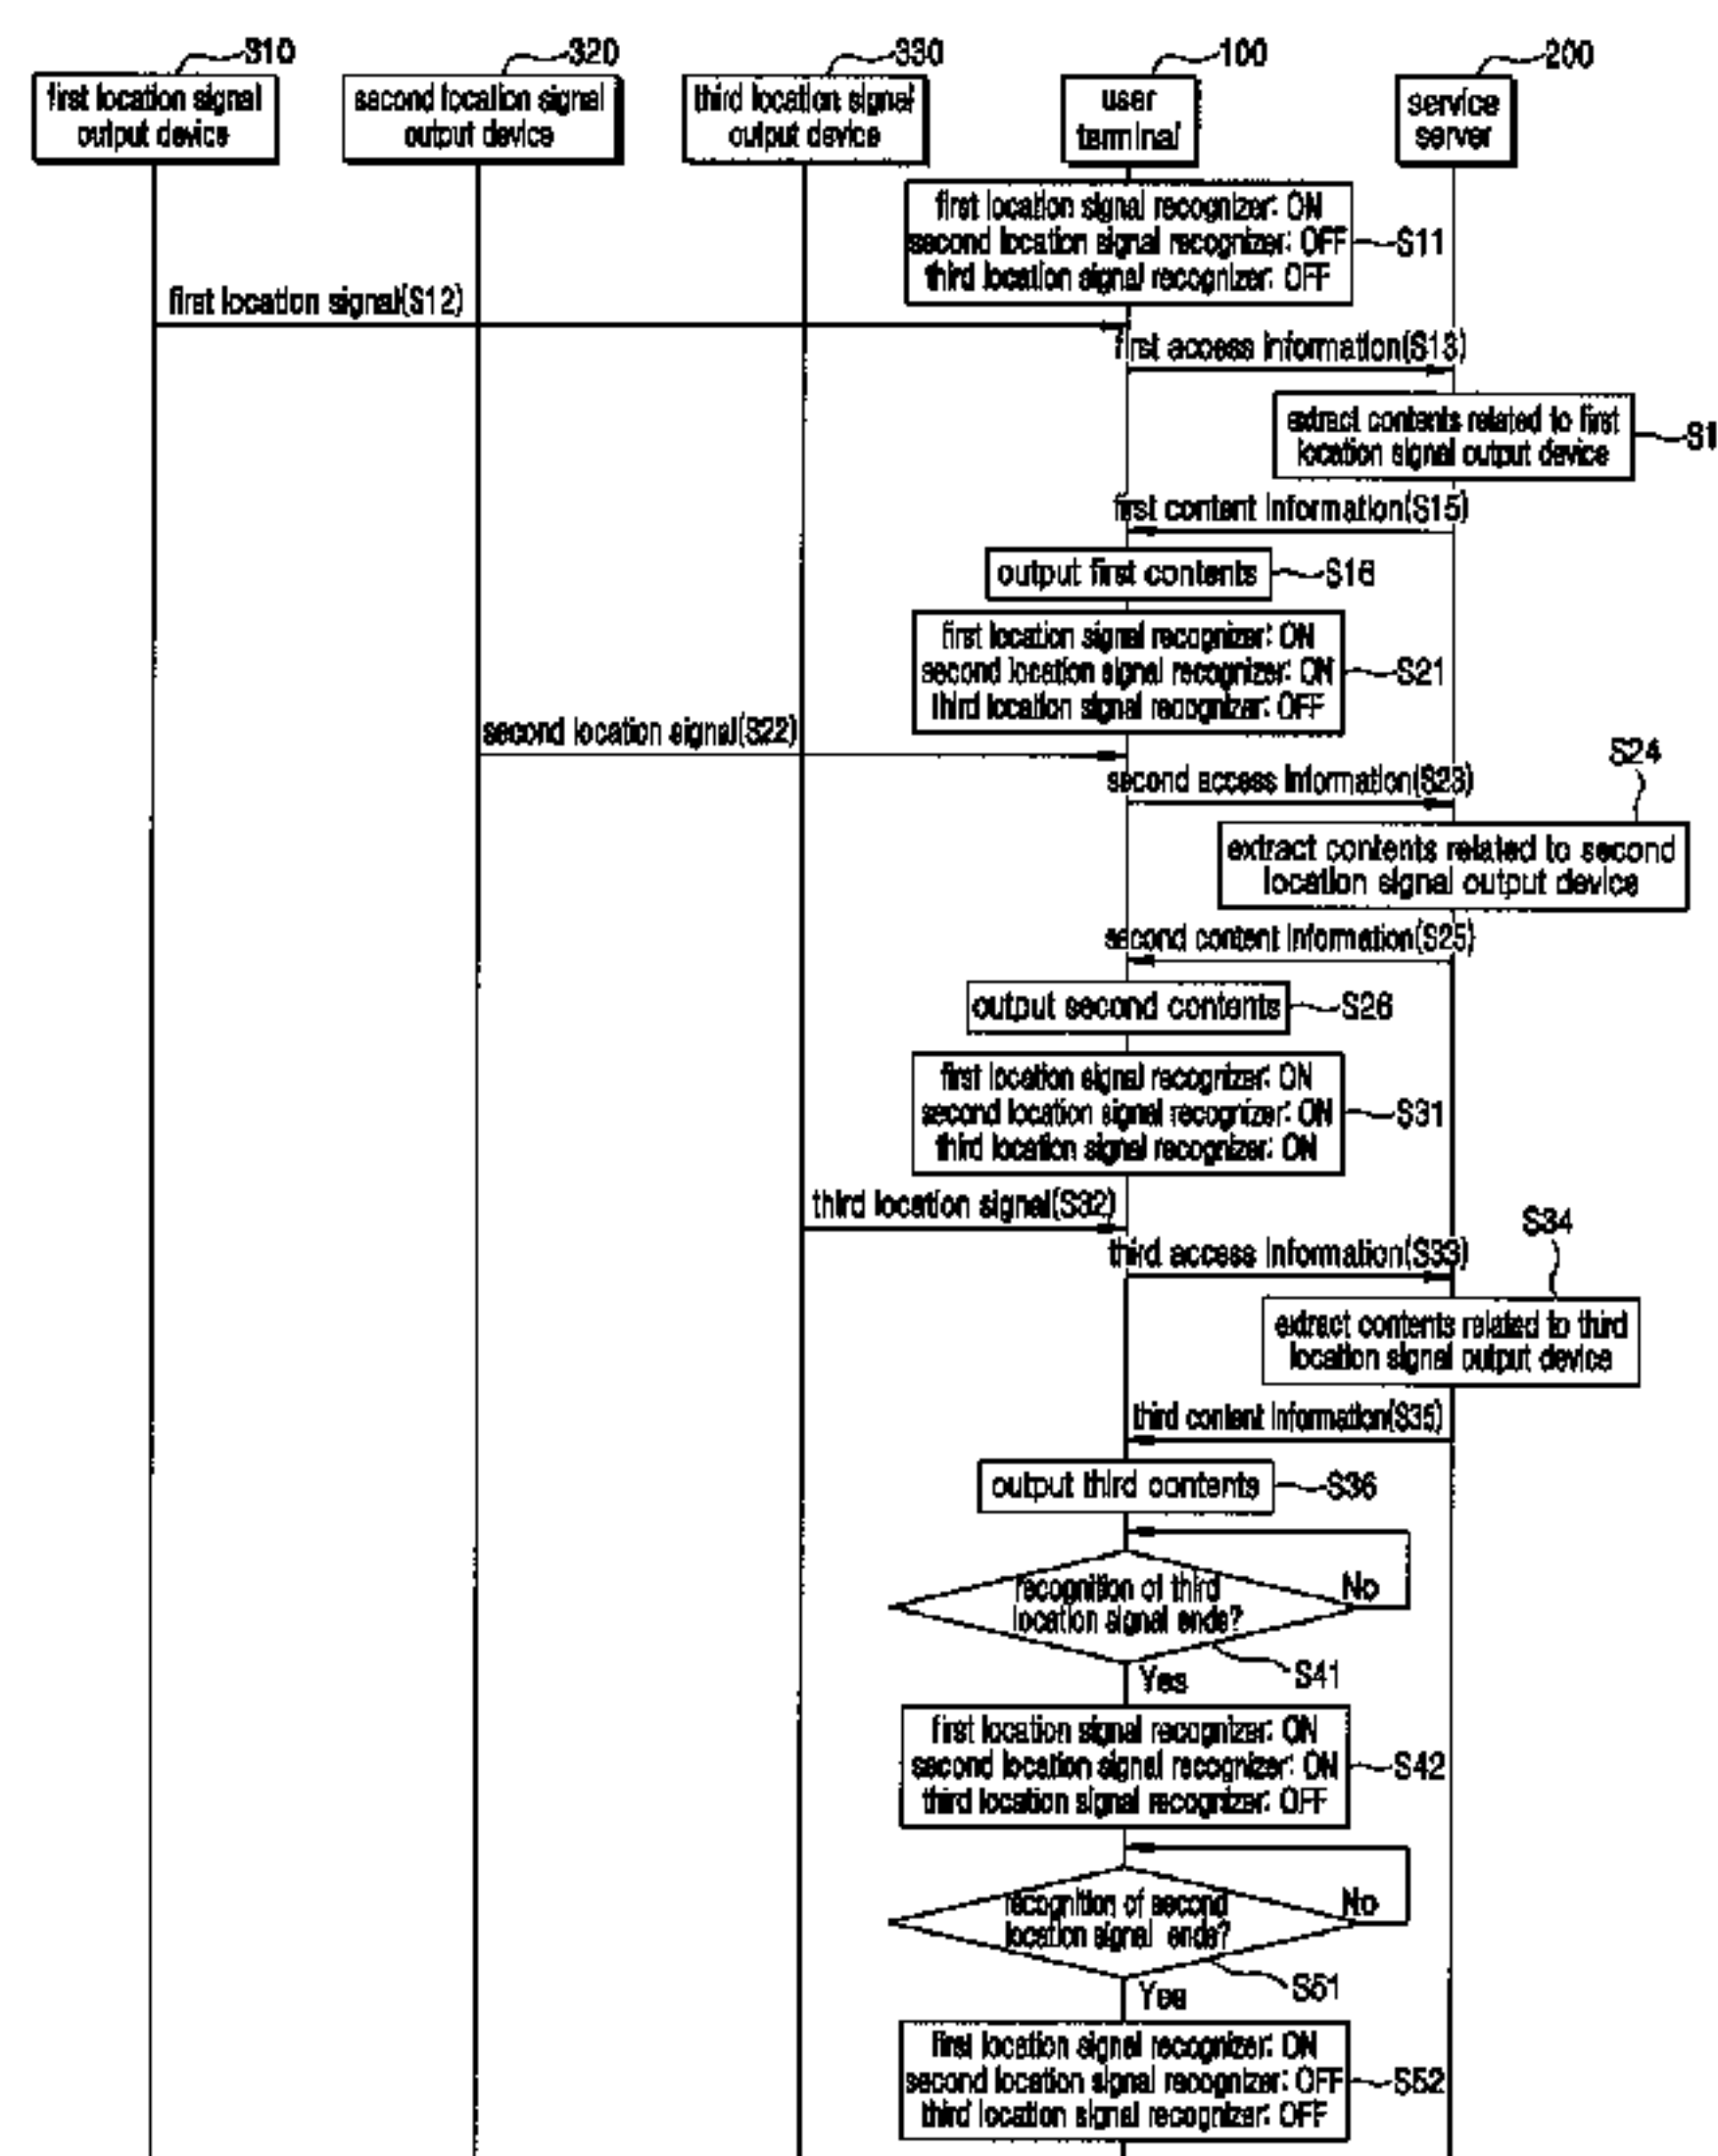 310
320
330
100
200
first location signal
output device
second location signal
output device
third location signal
output device
user
terminal
service
server
first location signal recognizer: ON
second location signal recognizer: OFF
third location signal recognizer: OFF
S11
first location signal(S12)
first access information(S13)
extract contents related to first
location signal output device
S1
first content information(S15)
output first contents
S16
first location signal recognizer: ON
second location signal recognizer: ON
third location signal recognizer: OFF
S21
second location signal(S22)
second access information(S23)
S24
extract contents related to second
location signal output device
second content information(S25)
output second contents
S26
first location signal recognizer: ON
second location signal recognizer: ON
third location signal recognizer: ON
S31
third location signal(S32)
third access information(S33)
S34
extract contents related to third
location signal output device
third content information(S35)
output third contents
S36
recognition of third
location signal ends?
No
S41
Yes
first location signal recognizer: ON
second location signal recognizer: ON
third location signal recognizer: OFF
S42
recognition of second
location signal ends?
No
S51
Yes
first location signal recognizer: ON
second location signal recognizer: OFF
third location signal recognizer: OFF
S52